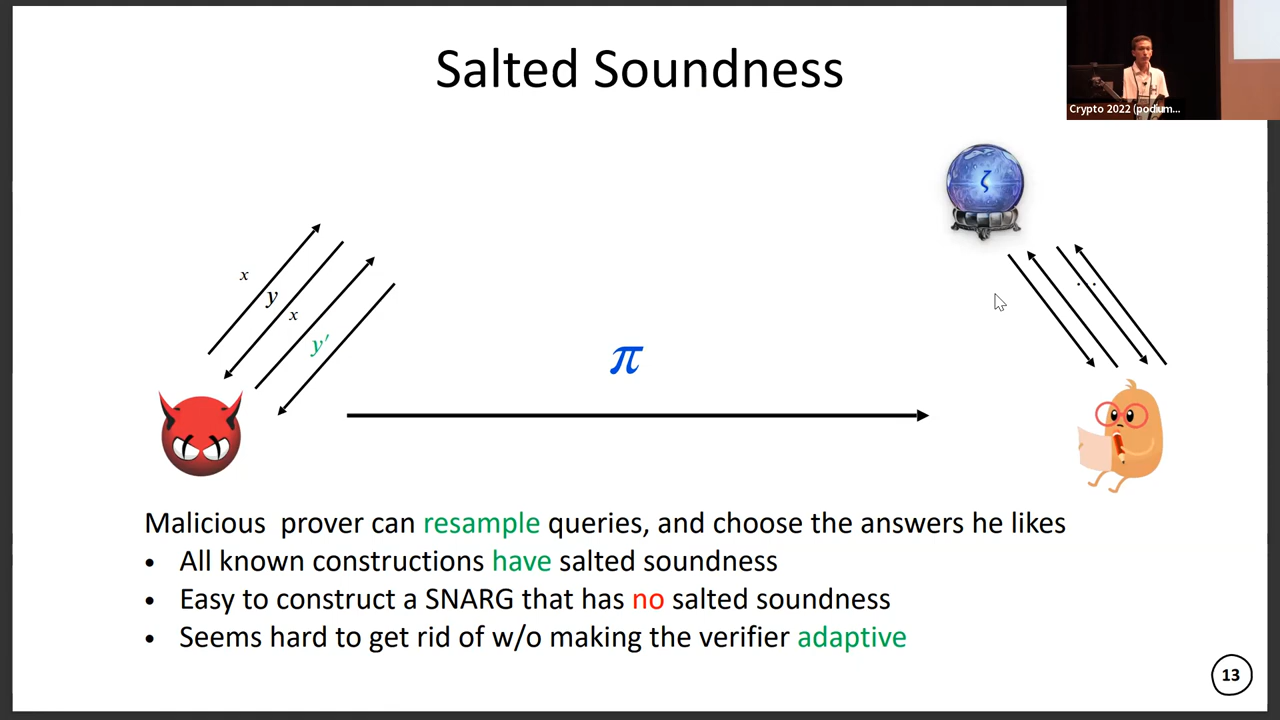 Salted Soundness
Crypto 2022 (podium...
ζ
x
y
x
y′
π
. .
Malicious prover can resample queries, and choose the answers he likes
• All known constructions have salted soundness
• Easy to construct a SNARG that has no salted soundness
• Seems hard to get rid of w/o making the verifier adaptive
13